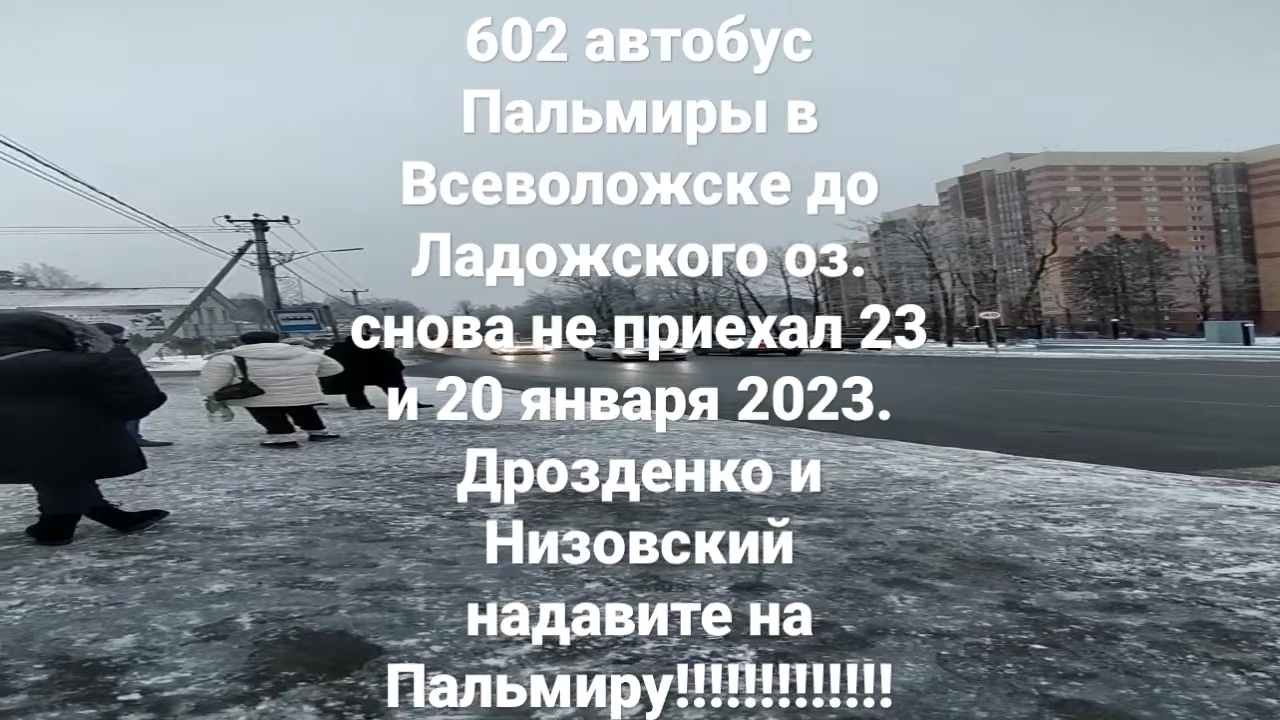 602 автобус
Пальмиры в
Всеволожске до
Ладожского оз.
снова не приехал 23
и 20 января 2023.
Дрозденко и
Низовский
надавите на
Пальмиру!!!!!!!!!!!!!